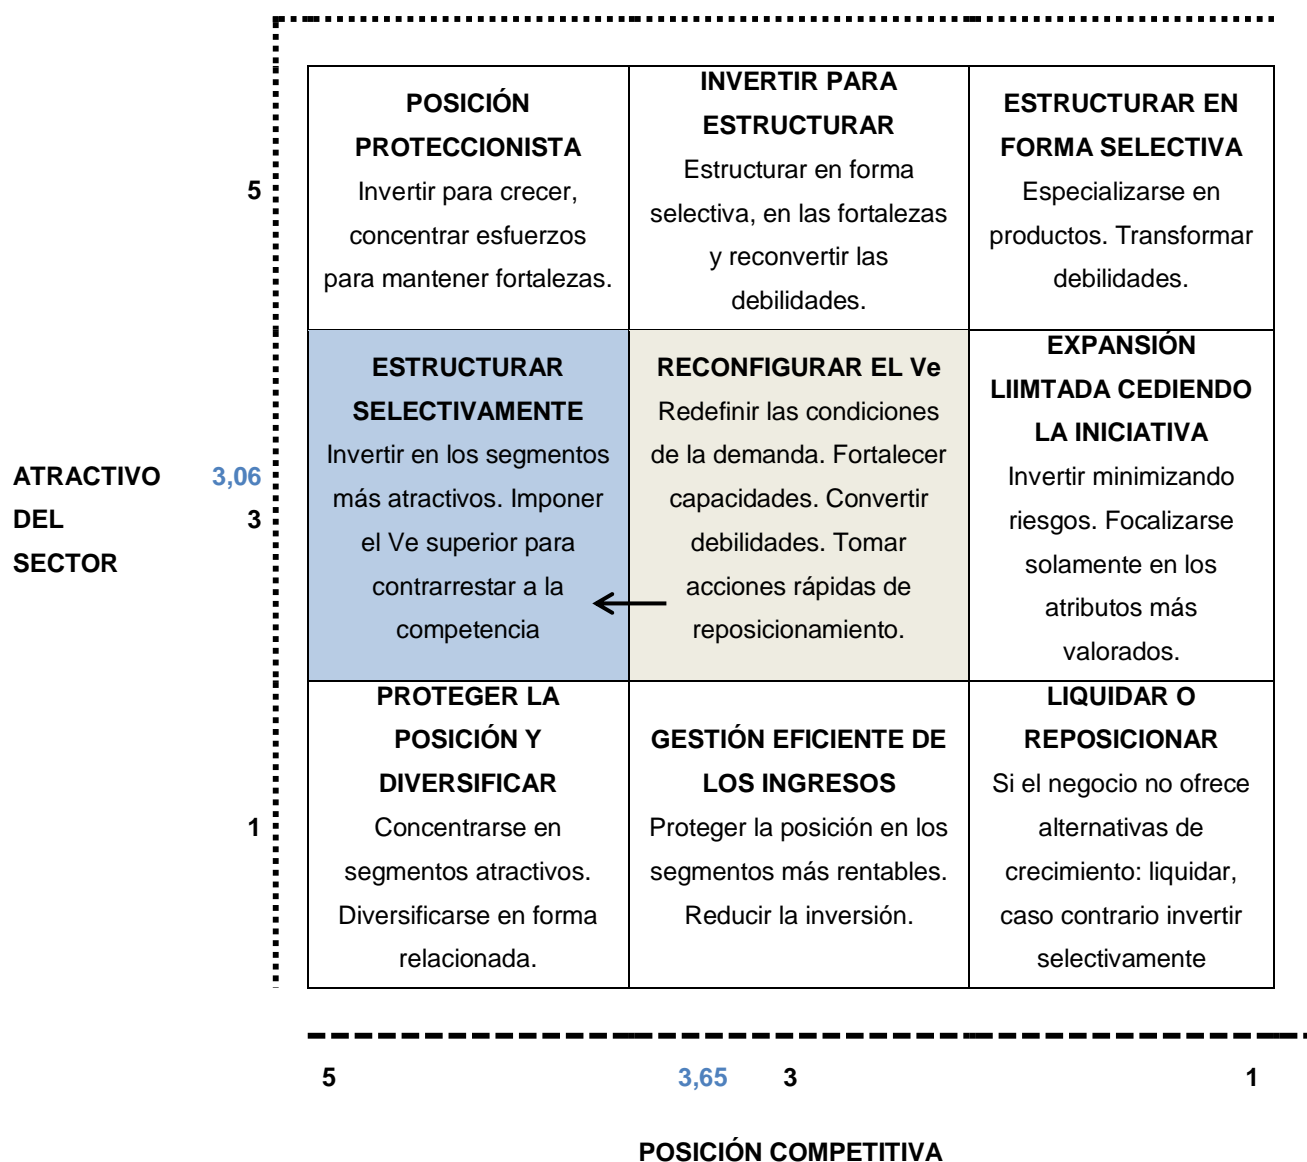 POSICIÓN
PROTECCIONISTA
Invertir para crecer,
concentrar esfuerzos
para mantener fortalezas.
INVERTIR PARA
ESTRUCTURAR
Estructurar en forma
selectiva, en las fortalezas
y reconvertir las
debilidades.
ESTRUCTURAR EN
FORMA SELECTIVA
Especializarse en
productos. Transformar
debilidades.
5
ESTRUCTURAR
SELECTIVAMENTE
Invertir en los segmentos
más atractivos. Imponer
el Ve superior para
contrarrestar a la
competencia
RECONFIGURAR EL Ve
Redefinir las condiciones
de la demanda. Fortalecer
capacidades. Convertir
debilidades. Tomar
acciones rápidas de
reposicionamiento.
EXPANSIÓN
LIIMTADA CEDIENDO
LA INICIATIVA
Invertir minimizando
riesgos. Focalizarse
solamente en los
atributos más
valorados.
ATRACTIVO
DEL
SECTOR
3,06
3
PROTEGER LA
POSICIÓN Y
DIVERSIFICAR
Concentrarse en
segmentos atractivos.
Diversificarse en forma
relacionada.
GESTIÓN EFICIENTE DE
LOS INGRESOS
Proteger la posición en los
segmentos más rentables.
Reducir la inversión.
LIQUIDAR O
REPOSICIONAR
Si el negocio no ofrece
alternativas de
crecimiento: liquidar,
caso contrario invertir
selectivamente
1
5 3,65 3 1
POSICIÓN COMPETITIVA